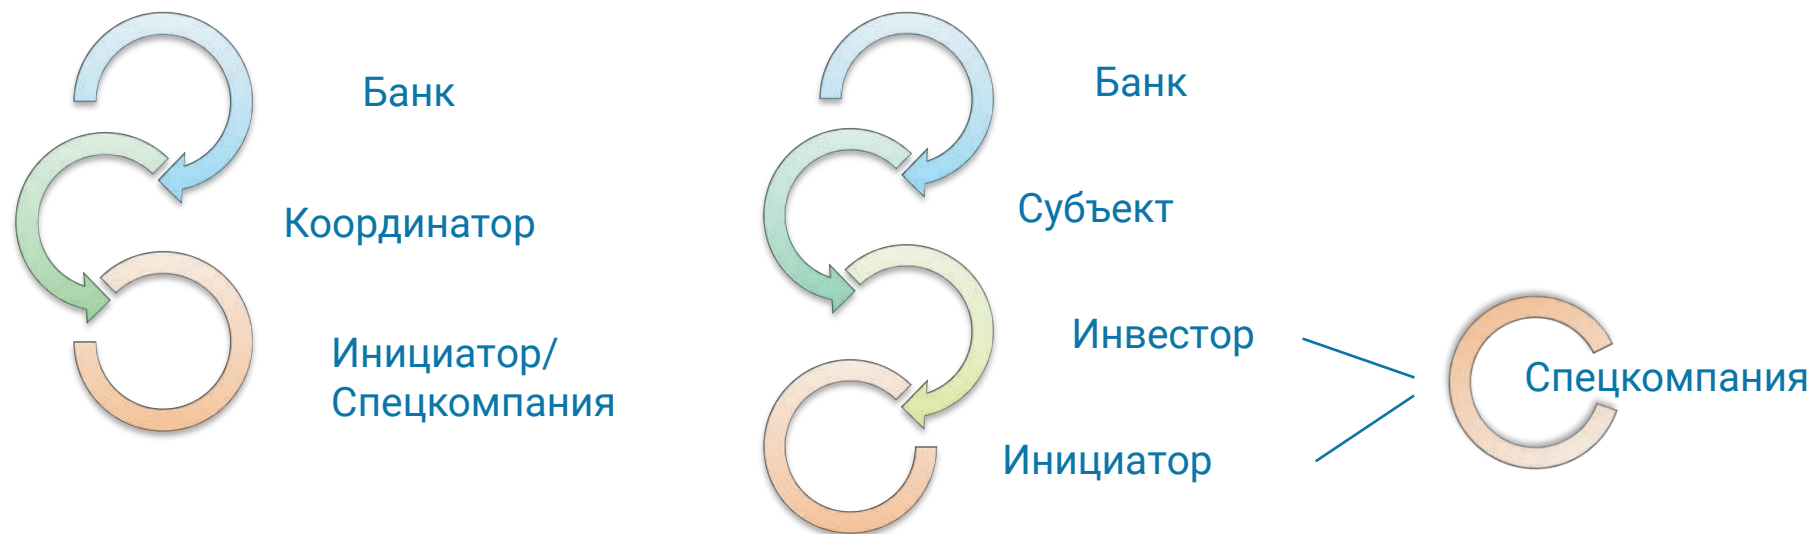 Банк
Координатор
Инициатор/
Спецкомпания
Банк
Субъект
Инвестор
Инициатор
Спецкомпания